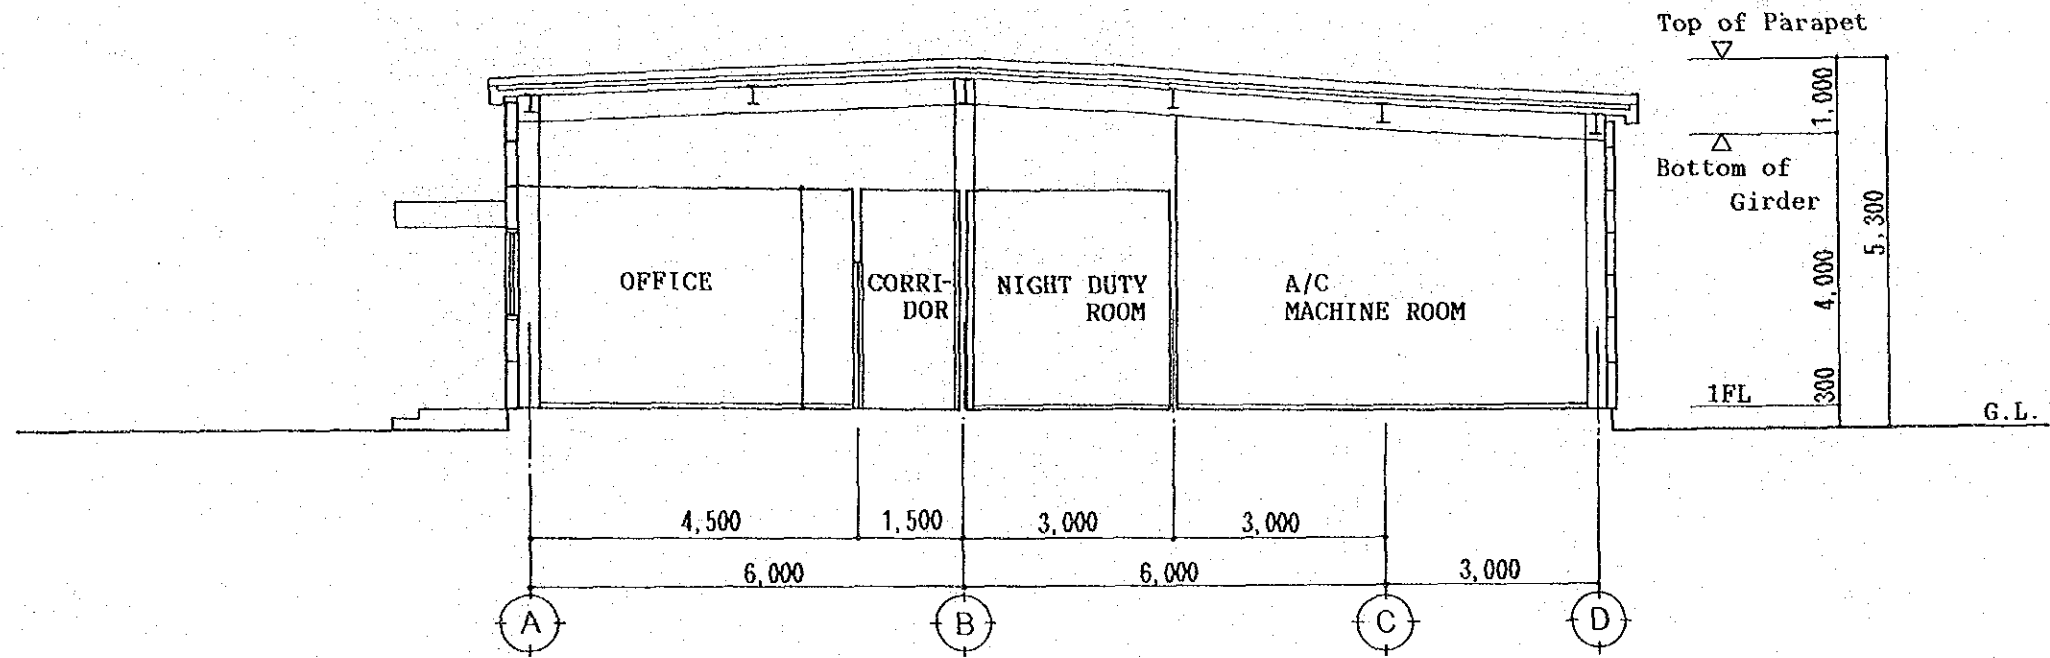 Top of Parapet
1,000
Bottom of
Girder
5,300
4,000
OFFICE
CORRI-
DOR
NIGHT DUTY
ROOM
A/C
MACHINE ROOM
1FL
300
G.L.
4,500
1,500
3,000
3,000
6,000
6,000
3,000
A
B
C
D